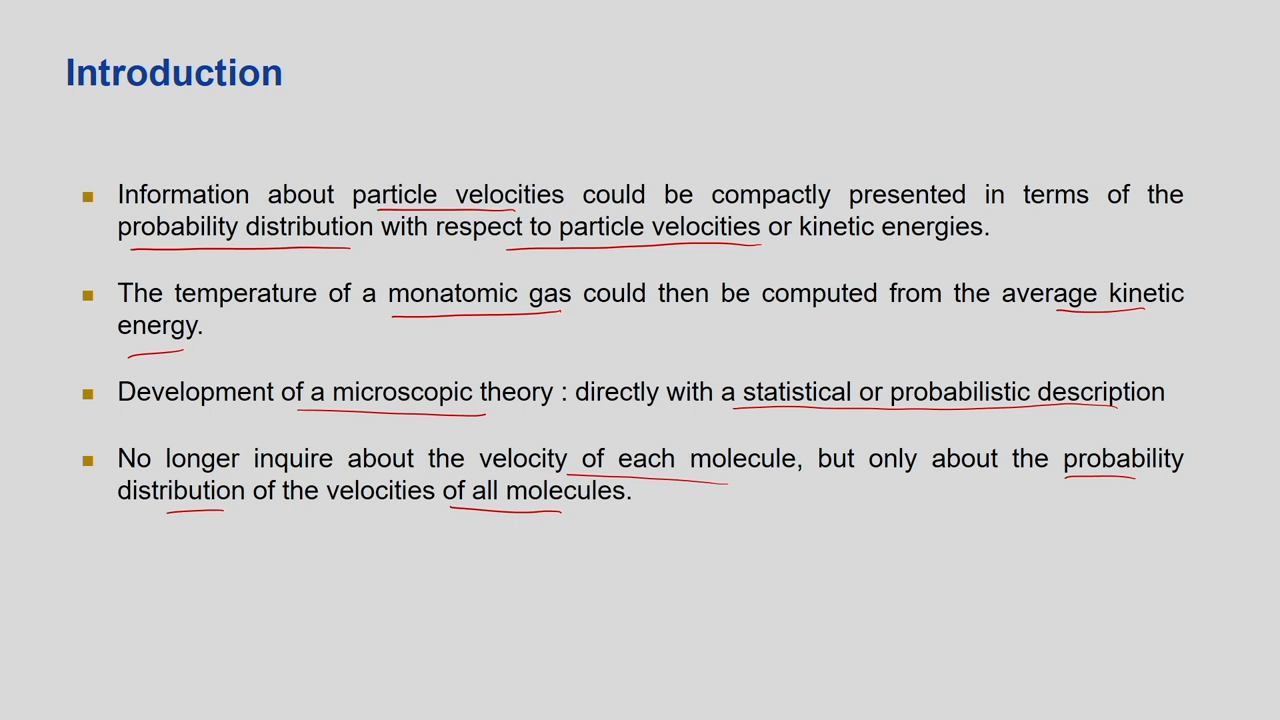 Introduction
Information about particle velocities could be compactly presented in terms of the
probability distribution with respect to particle velocities or kinetic energies.
The temperature of a monatomic gas could then be computed from the average kinetic
energy.
Development of a microscopic theory : directly with a statistical or probabilistic description
No longer inquire about the velocity of each molecule, but only about the probability
distribution of the velocities of all molecules.